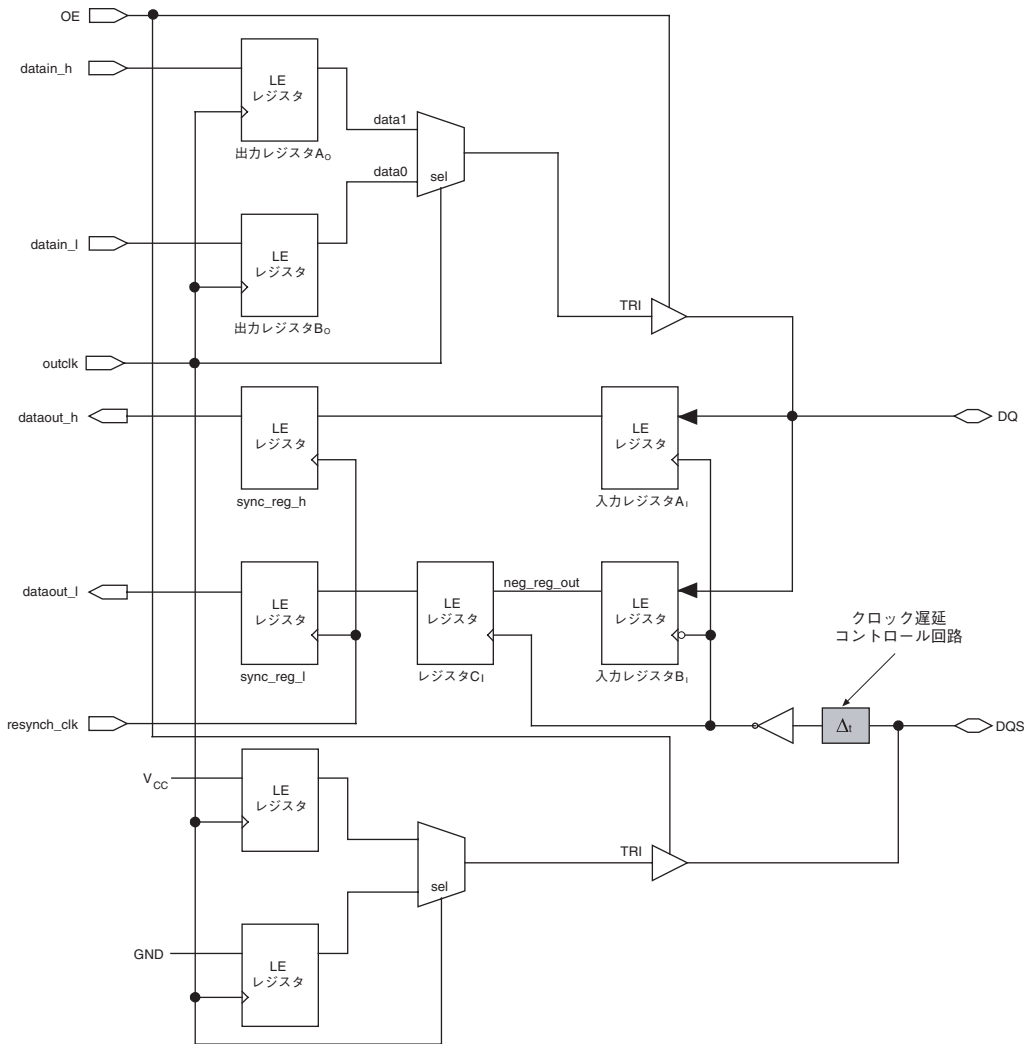 OE
datain_h
LE
レジスタ
出力レジスタAO
data1
data0
sel
datain_l
LE
レジスタ
出力レジスタBO
TRI
outclk
dataout_h
LE
レジスタ
sync_reg_h
LE
レジスタ
入力レジスタAI
DQ
dataout_l
LE
レジスタ
sync_reg_l
LE
レジスタ
レジスタCI
neg_reg_out
LE
レジスタ
入力レジスタBI
クロック遅延
コントロール回路
resynch_clk
Δt
DQS
VCC
LE
レジスタ
sel
TRI
GND
LE
レジスタ